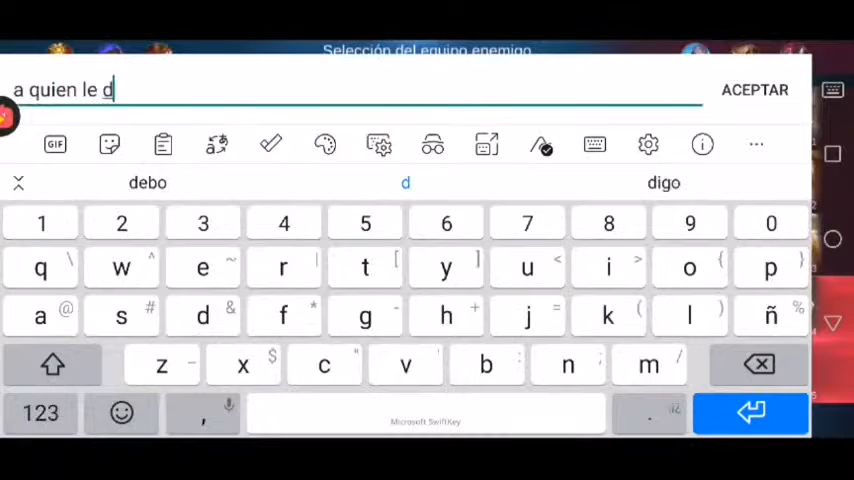 Selección del equipo enemigo
a quien le d
ACEPTAR
GIF
debo d digo
1 2 3 4 5 6 7 8 9 0
q \ w ^ e ~ r | t [ y ] u < i > o { p }
a @ s # d & f * g - h + j = k ( l ) ñ %
z _ x $ c " v ' b : n ; m /
123 , Microsoft SwiftKey .